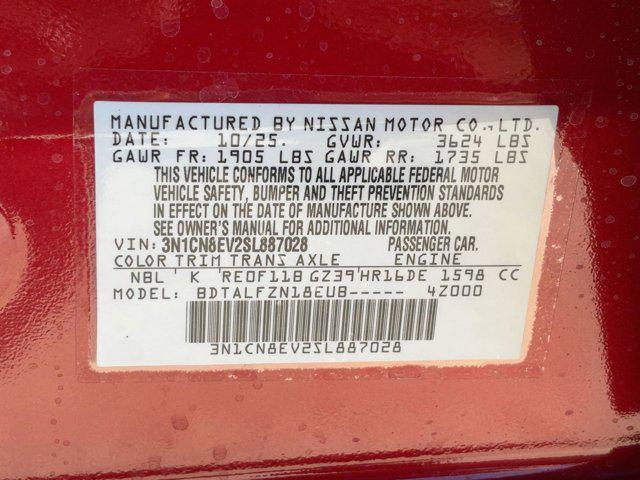 MANUFACTURED BY NISSAN MOTOR CO., LTD.
DATE: 10/25. GVWR: 3624 LBS
GAWR FR: 1905 LBS GAWR RR: 1735 LBS
THIS VEHICLE CONFORMS TO ALL APPLICABLE FEDERAL MOTOR
VEHICLE SAFETY, BUMPER AND THEFT PREVENTION STANDARDS
IN EFFECT ON THE DATE OF MANUFACTURE SHOWN ABOVE.
SEE OWNER'S MANUAL FOR ADDITIONAL INFORMATION.
VIN: 3N1CN8EV2SL887028 PASSENGER CAR.
COLOR TRIM TRANS AXLE ENGINE
NBL K RE0F11B GZ39 HR16DE 1598 CC
MODEL: BDTALFZN18EUB----- 4Z000
3N1CN8EV2SL887028